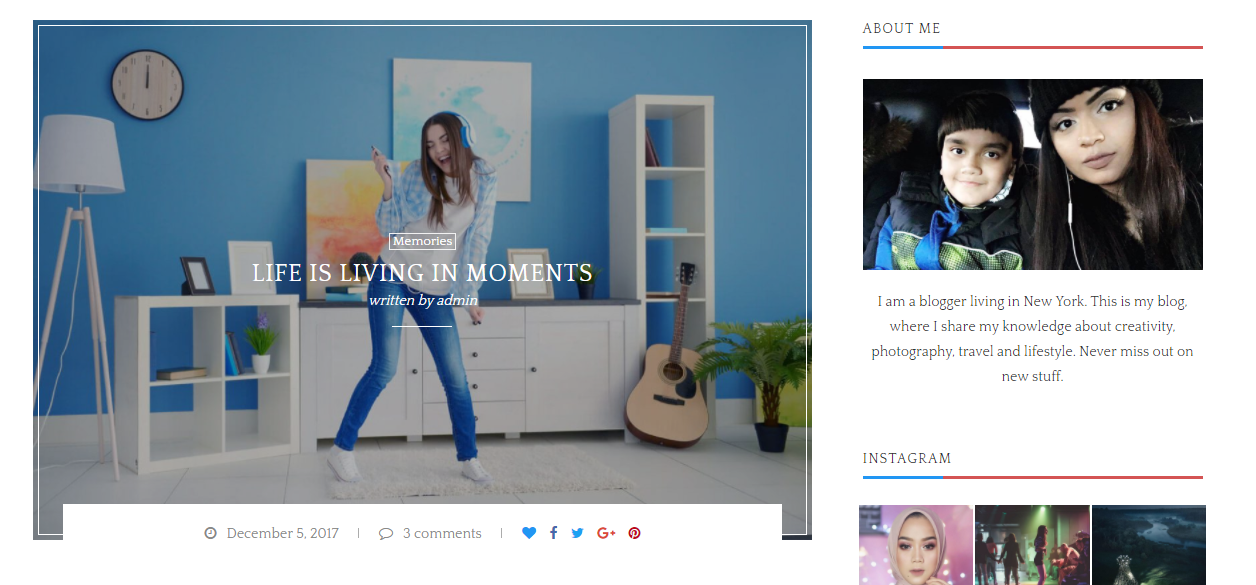 Memories
LIFE IS LIVING IN MOMENTS
written by admin
December 5, 2017
3 comments
ABOUT ME
I am a blogger living in New York. This is my blog,
where I share my knowledge about creativity,
photography, travel and lifestyle. Never miss out on
new stuff.
INSTAGRAM